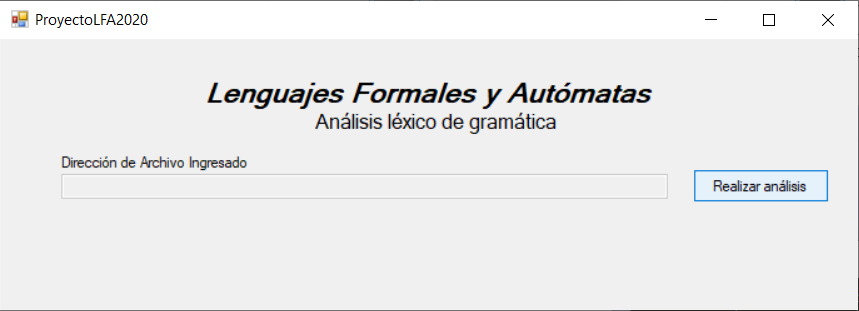 ProyectoLFA2020
Lenguajes Formales y Autómatas
Análisis léxico de gramática
Dirección de Archivo Ingresado
Realizar análisis